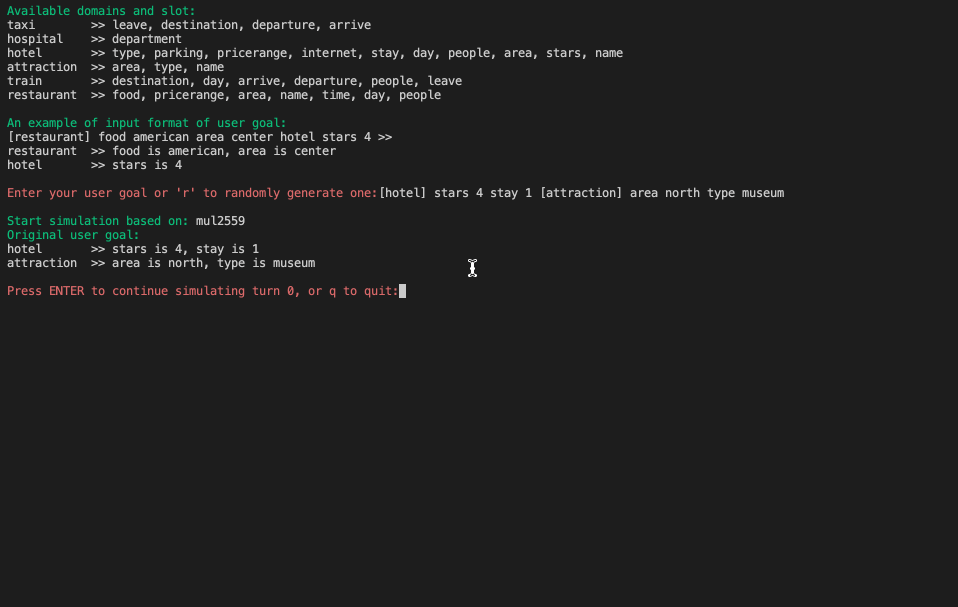 Available domains and slot:
taxi >> leave, destination, departure, arrive
hospital >> department
hotel >> type, parking, pricerange, internet, stay, day, people, area, stars, name
attraction >> area, type, name
train >> destination, day, arrive, departure, people, leave
restaurant >> food, pricerange, area, name, time, day, people
An example of input format of user goal:
[restaurant] food american area center hotel stars 4 >>
restaurant >> food is american, area is center
hotel >> stars is 4
Enter your user goal or 'r' to randomly generate one:[hotel] stars 4 stay 1 [attraction] area north type museum
Start simulation based on: mul2559
Original user goal:
hotel >> stars is 4, stay is 1
attraction >> area is north, type is museum
Press ENTER to continue simulating turn 0, or q to quit: